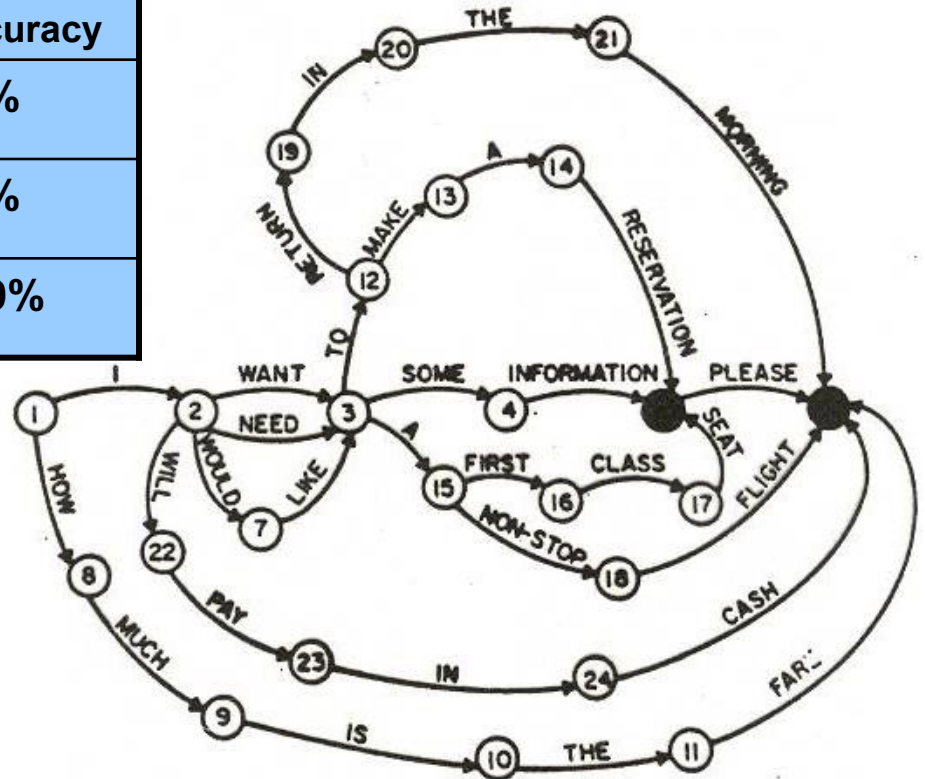 curacy
%
%
0%
THE
20
21
IN
19
MORNING
A
14
13
RETURN
MAKE
12
RESERVATION
TO
I
WANT
SOME
INFORMATION
PLEASE
1
2
NEED
3
4
A
SEAT
FLIGHT
HOW
WILL
WOULD
LIKE
7
15
FIRST
16
CLASS
17
NON-STOP
18
22
8
PAY
CASH
MUCH
23
IN
24
FAR
9
IS
10
THE
11